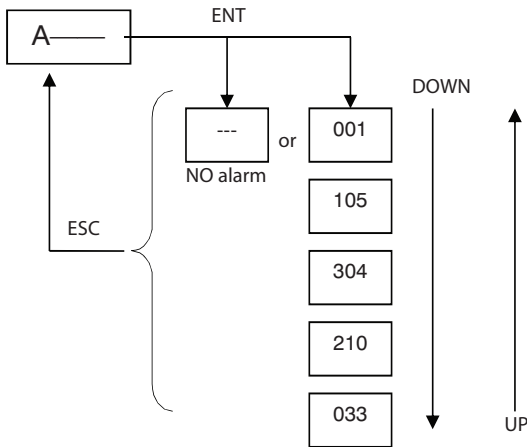 ENT
A——
DOWN
--- or 001
NO alarm
105
ESC
304
210
033
UP